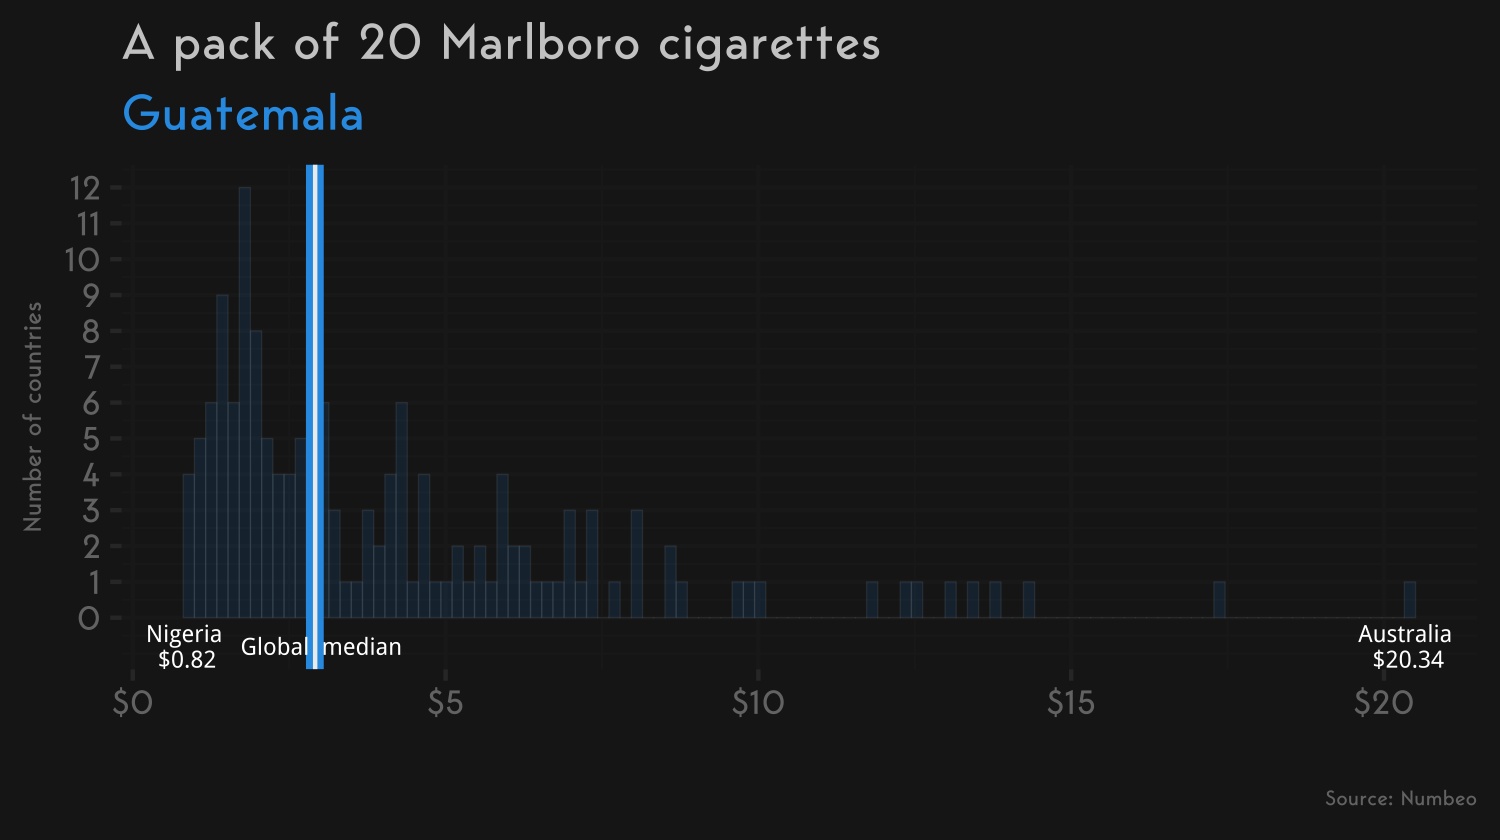 A pack of 20 Marlboro cigarettes
Guatemala
12
11
10
9
8
7
6
5
4
3
2
1
0
Number of countries
Nigeria
$0.82
Global median
Australia
$20.34
$0 $5 $10 $15 $20
Source: Numbeo